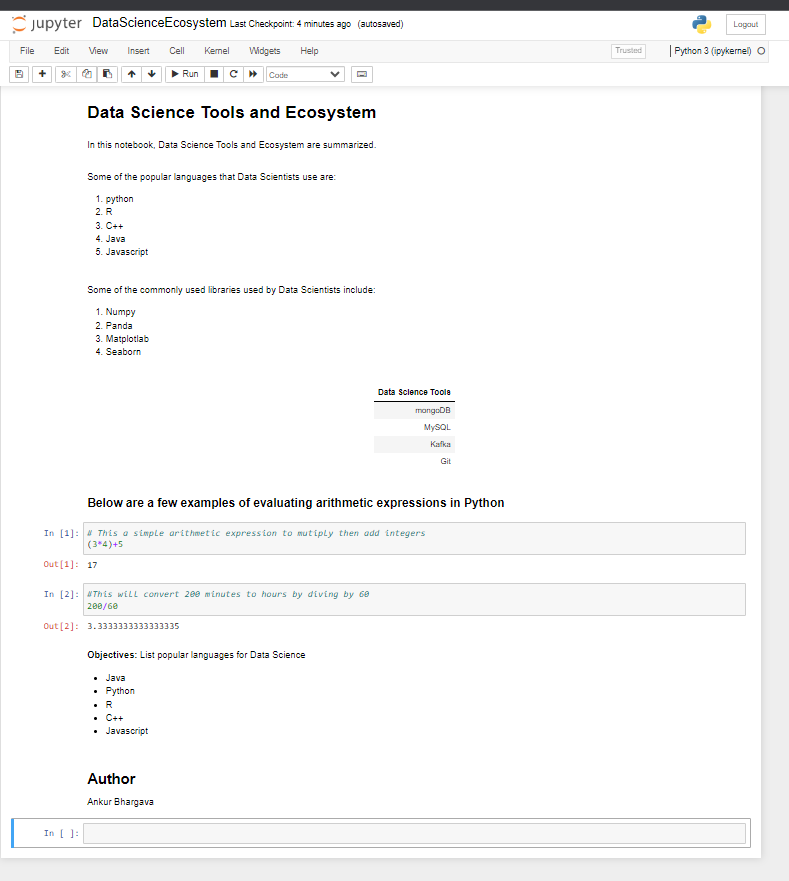 jupyter DataScienceEcosystem Last Checkpoint: 4 minutes ago (autosaved) Logout
File Edit View Insert Cell Kernel Widgets Help Trusted Python 3 (ipykernel)
Run Code
Data Science Tools and Ecosystem
In this notebook, Data Science Tools and Ecosystem are summarized.
Some of the popular languages that Data Scientists use are:
1. python
2. R
3. C++
4. Java
5. Javascript
Some of the commonly used libraries used by Data Scientists include:
1. Numpy
2. Panda
3. Matplotlab
4. Seaborn
Data Science Tools
mongoDB
MySQL
Kafka
Git
Below are a few examples of evaluating arithmetic expressions in Python
In [1]: # This a simple arithmetic expression to mutiply then add integers
(3*4)+5
Out[1]: 17
In [2]: #This will convert 200 minutes to hours by diving by 60
200/60
Out[2]: 3.3333333333333335
Objectives: List popular languages for Data Science
• Java
• Python
• R
• C++
• Javascript
Author
Ankur Bhargava
In [ ]: